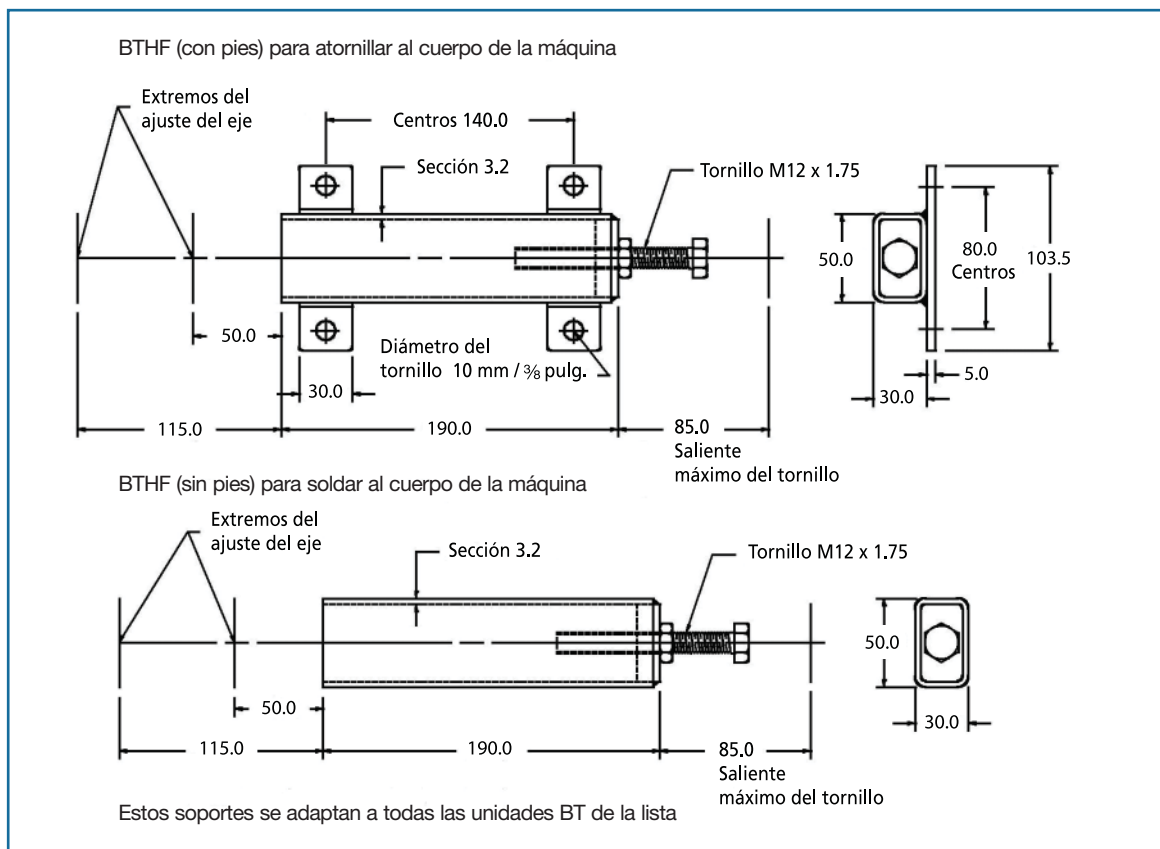 BTHF (con pies) para atornillar al cuerpo de la máquina
Extremos del
ajuste del eje
Centros 140.0
Sección 3.2
Tornillo M12 x 1.75
50.0
80.0
Centros
103.5
50.0
Diámetro del
tornillo 10 mm / ⅜ pulg.
30.0
5.0
30.0
115.0
190.0
85.0
Saliente
máximo del tornillo
BTHF (sin pies) para soldar al cuerpo de la máquina
Extremos del
ajuste del eje
Sección 3.2
Tornillo M12 x 1.75
50.0
50.0
30.0
115.0
190.0
85.0
Saliente
máximo del tornillo
Estos soportes se adaptan a todas las unidades BT de la lista